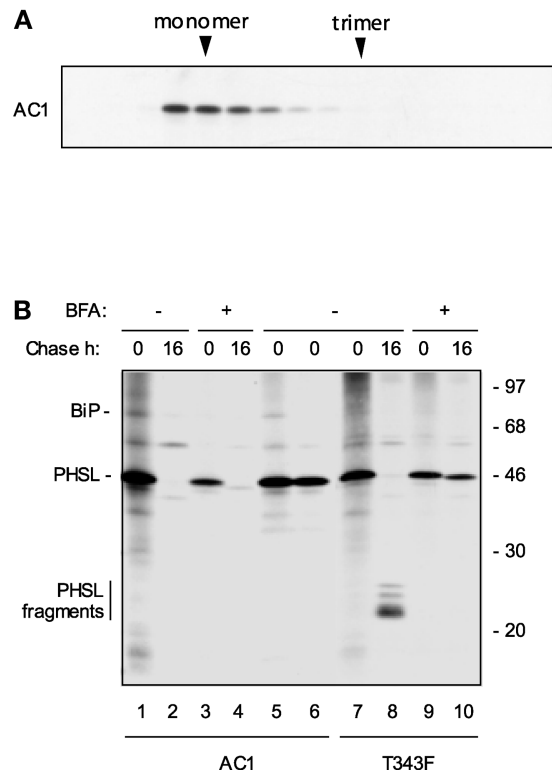 A
monomer trimer
AC1
B
BFA: - + - +
Chase h: 0 16 0 16 0 0 0 16 0 16
BiP -
PHSL -
PHSL
fragments
- 97
- 68
- 46
- 30
- 20
1 2 3 4 5 6 7 8 9 10
AC1 T343F